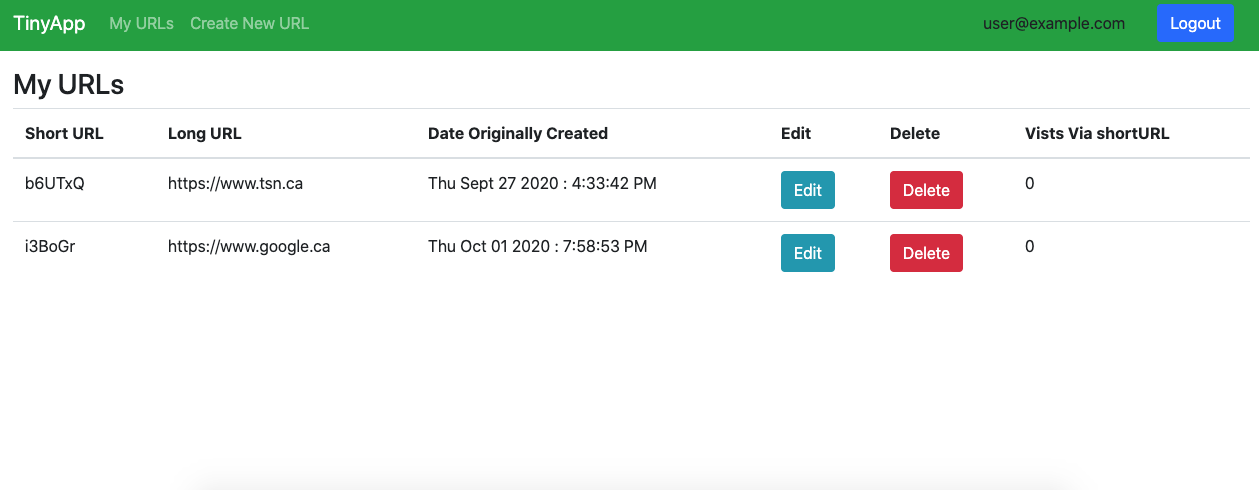 TinyApp My URLs Create New URL user@example.com Logout
My URLs
Short URL Long URL Date Originally Created Edit Delete Vists Via shortURL
b6UTxQ https://www.tsn.ca Thu Sept 27 2020 : 4:33:42 PM Edit Delete 0
i3BoGr https://www.google.ca Thu Oct 01 2020 : 7:58:53 PM Edit Delete 0